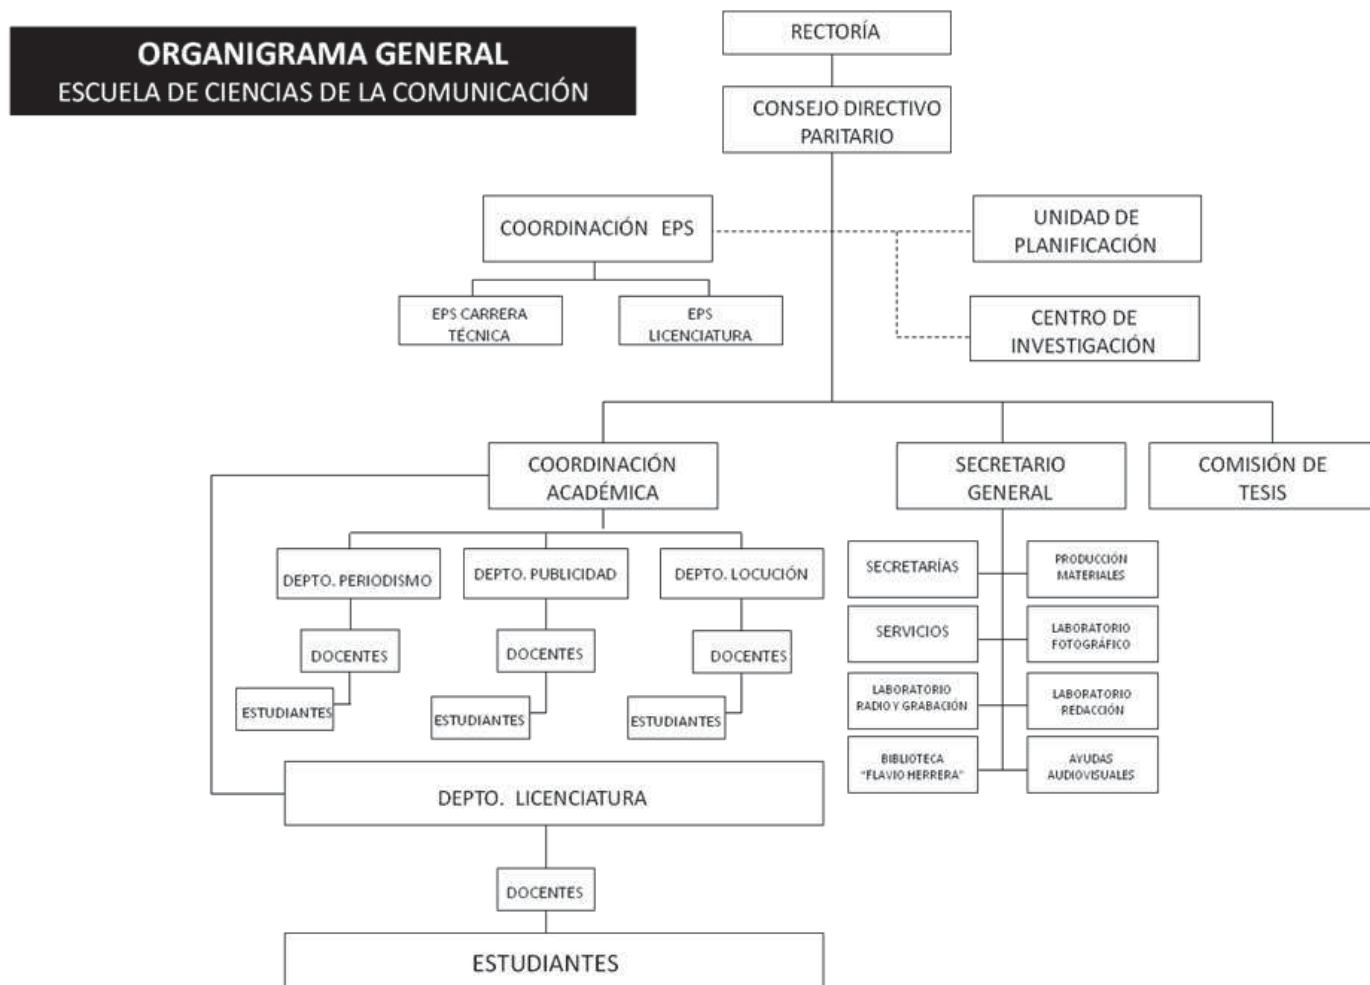 ORGANIGRAMA GENERAL
ESCUELA DE CIENCIAS DE LA COMUNICACIÓN
RECTORÍA
CONSEJO DIRECTIVO
PARITARIO
COORDINACIÓN EPS
UNIDAD DE
PLANIFICACIÓN
EPS CARRERA
TÉCNICA
EPS
LICENCIATURA
CENTRO DE
INVESTIGACIÓN
COORDINACIÓN
ACADÉMICA
SECRETARIO
GENERAL
COMISIÓN DE
TESIS
DEPTO. PERIODISMO
DEPTO. PUBLICIDAD
DEPTO. LOCUCIÓN
DOCENTES
DOCENTES
DOCENTES
ESTUDIANTES
ESTUDIANTES
ESTUDIANTES
SECRETARÍAS
PRODUCCIÓN
MATERIALES
SERVICIOS
LABORATORIO
FOTOGRÁFICO
LABORATORIO
RADIO Y GRABACIÓN
LABORATORIO
REDACCIÓN
BIBLIOTECA
"FLAVIO HERRERA"
AYUDAS
AUDIOVISUALES
DEPTO. LICENCIATURA
DOCENTES
ESTUDIANTES